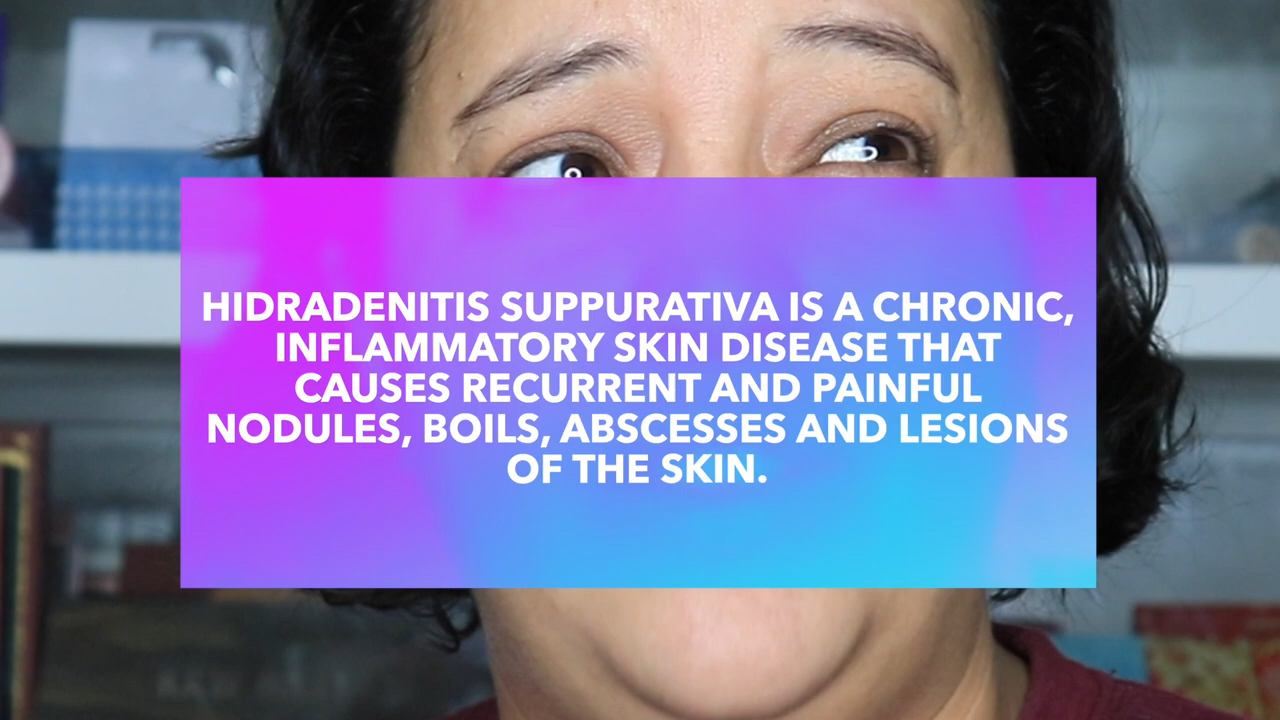 HIDRADENITIS SUPPURATIVA IS A CHRONIC,
INFLAMMATORY SKIN DISEASE THAT
CAUSES RECURRENT AND PAINFUL
NODULES, BOILS, ABSCESSES AND LESIONS
OF THE SKIN.